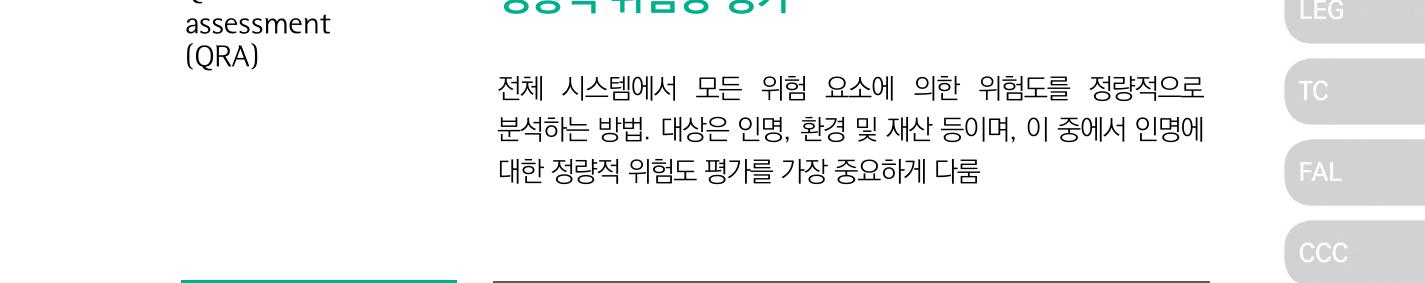 assessment
(QRA)
전체 시스템에서 모든 위험 요소에 의한 위험도를 정량적으로
분석하는 방법. 대상은 인명, 환경 및 재산 등이며, 이 중에서 인명에
대한 정량적 위험도 평가를 가장 중요하게 다룸
LEG
TC
FAL
CCC